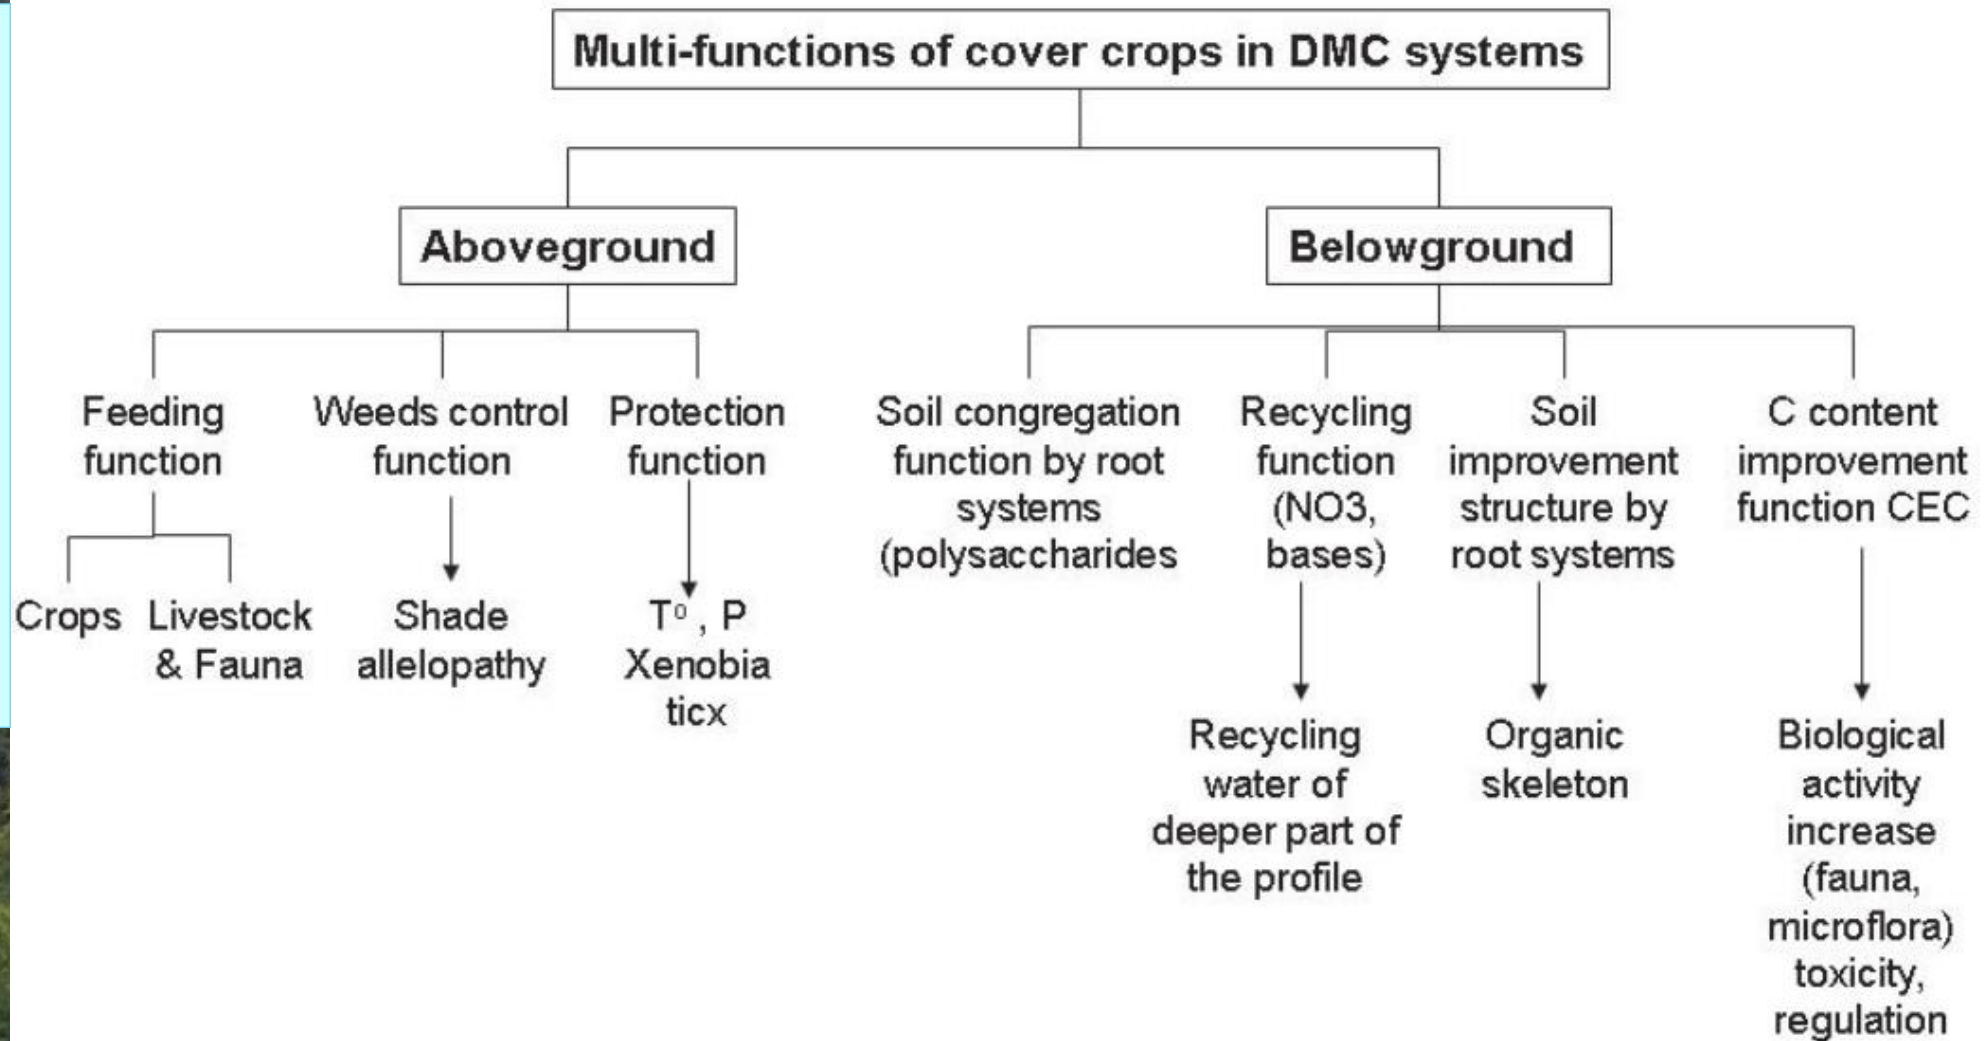 Multi-functions of cover crops in DMC systems
Aboveground
Belowground
Feeding
function
Weeds control
function
Protection
function
Soil congregation
function by root
systems
(polysaccharides
Recycling
function
(NO3,
bases)
Soil
improvement
structure by
root systems
C content
improvement
function CEC
Crops
Livestock
& Fauna
Shade
allelopathy
Tº , P
Xenobia
ticx
Recycling
water of
deeper part of
the profile
Organic
skeleton
Biological
activity
increase
(fauna,
microflora)
toxicity,
regulation